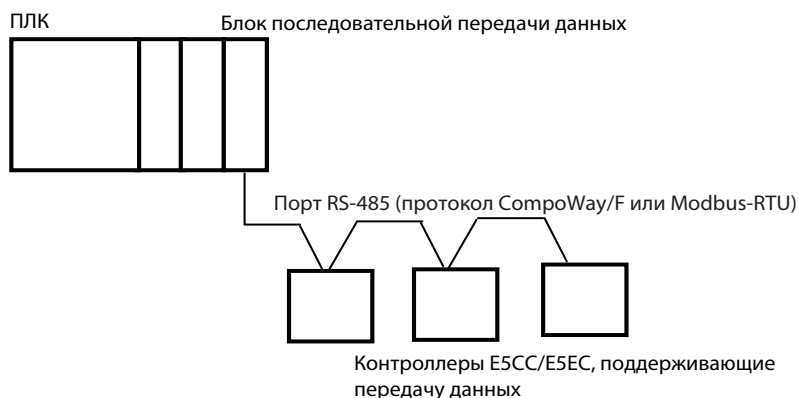 ПЛК
Блок последовательной передачи данных
Порт RS-485 (протокол CompoWay/F или Modbus-RTU)
Контроллеры E5CC/E5EC, поддерживающие
передачу данных